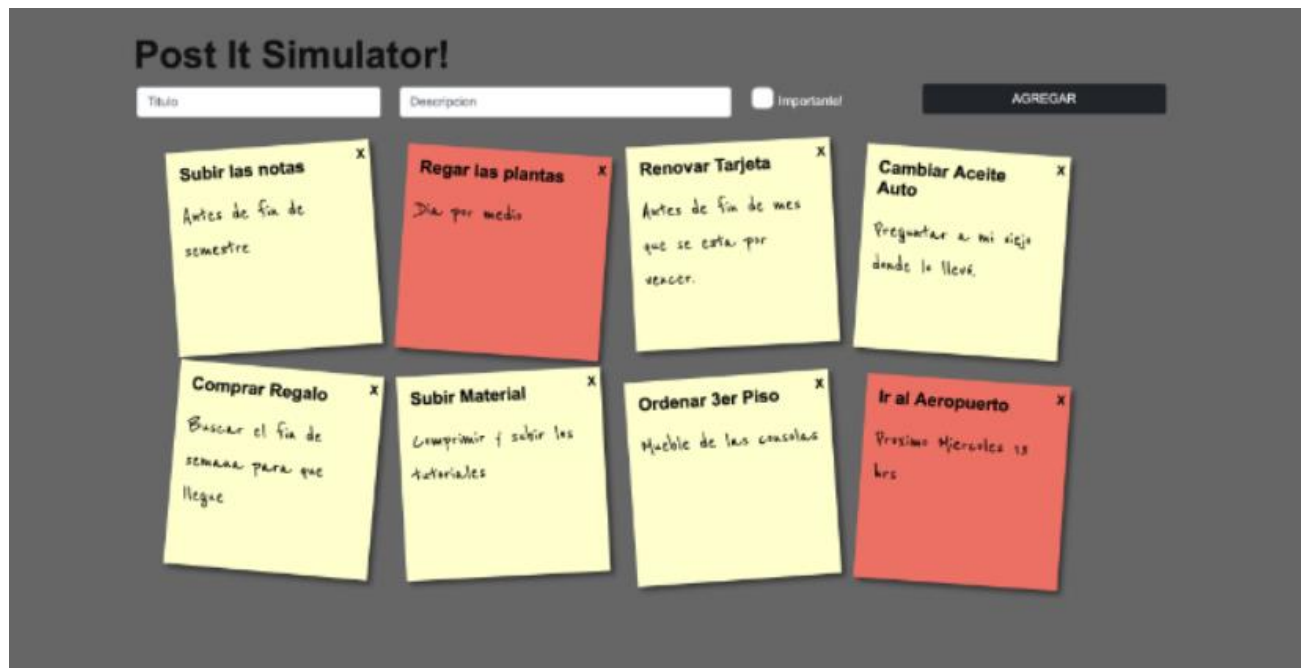 Post It Simulator!
Titulo
Descripcion
Importante!
AGREGAR
Subir las notas
X
Antes de fin de
semestre
Regar las plantas
X
Dia por medio
Renovar Tarjeta
X
Antes de fin de mes
que se esta por
vencer.
Cambiar Aceite
Auto
X
Preguntar a mi viejo
donde lo llevé.
Comprar Regalo
X
Buscar el fin de
semana para que
llegue
Subir Material
X
Comprimir y subir los
tutoriales
Ordenar 3er Piso
X
Mueble de las consolas
Ir al Aeropuerto
X
Proximo Miercoles
hrs